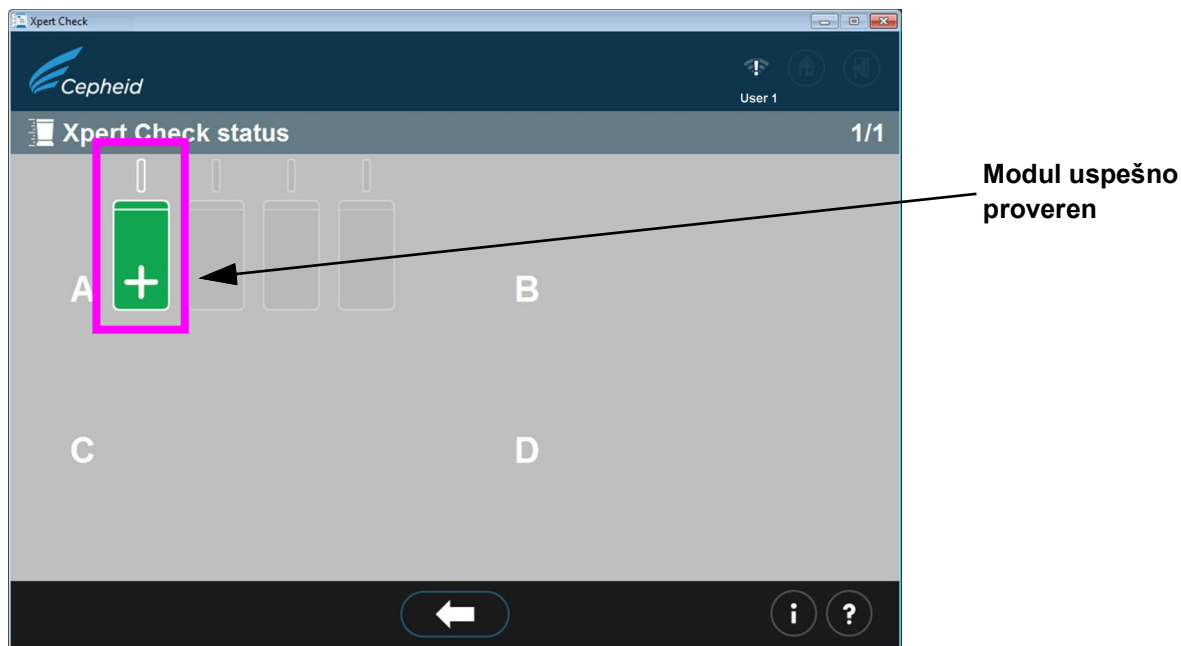 Xpert Check
Cepheid
User 1
Xpert Check status 1/1
Modul uspešno
proveren
A
B
C
D
i ?